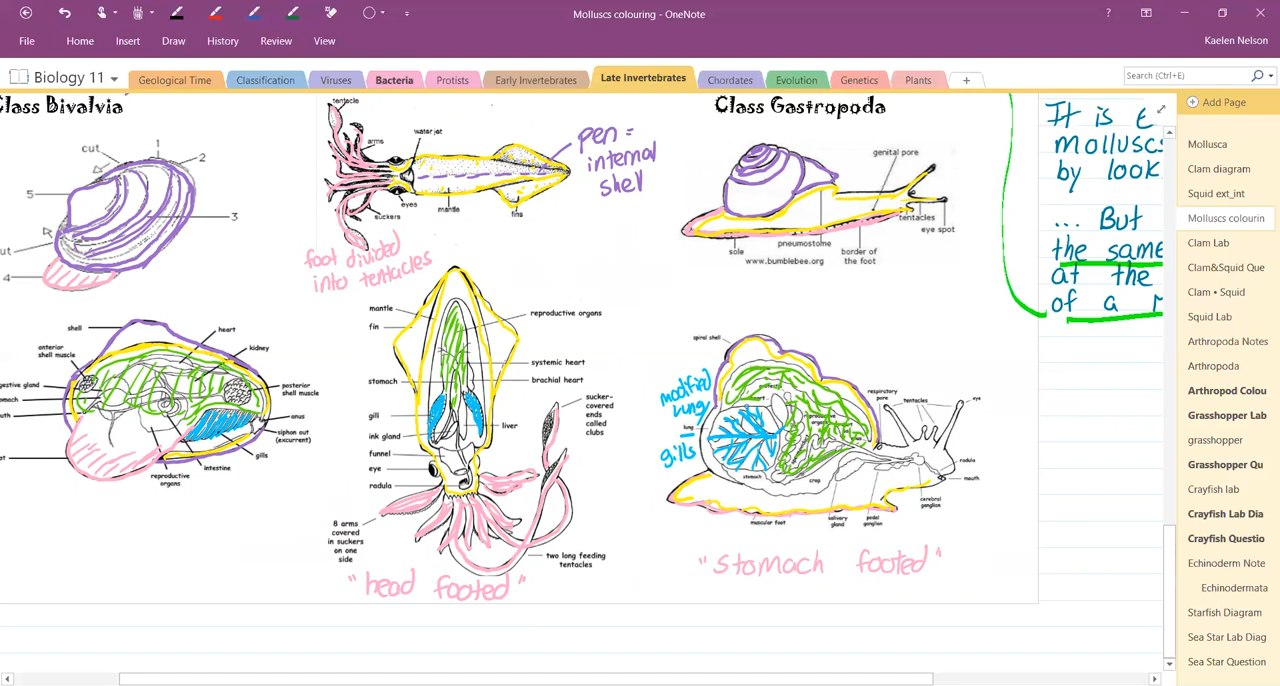 Molluscs colouring - OneNote
?
File Home Insert Draw History Review View
Kaelen Nelson
Biology 11
Geological Time Classification Viruses Bacteria Protists Early Invertebrates Late Invertebrates Chordates Evolution Genetics Plants +
Search (Ctrl+E)
Add Page
Mollusca
Clam diagram
Squid ext_int
Molluscs colourin
Clam Lab
Clam&Squid Que
Clam • Squid
Squid Lab
Arthropoda Notes
Arthropoda
Arthropod Colou
Grasshopper Lab
grasshopper
Grasshopper Qu
Crayfish lab
Crayfish Lab Dia
Crayfish Questio
Echinoderm Note
Echinodermata
Starfish Diagram
Sea Star Lab Diag
Sea Star Question
Class Bivalvia
cut
1
2
5
3
ut
4
shell
heart
anterior
shell muscle
kidney
igestive gland
omach
outh
posterior
shell muscle
anus
siphon out
(excurrent)
gills
intestine
reproductive
organs
ot
tentacle
arms
water jet
eyes
suckers
mantle
fins
pen =
internal
shell
foot divided
into tentacles
mantle
fin
reproductive organs
stomach
systemic heart
brachial heart
gill
ink gland
liver
sucker-
covered
ends
called
clubs
funnel
eye
radula
8 arms
covered
in suckers
on one
side
two long feeding
tentacles
"head footed"
Class Gastropoda
genital pore
tentacles
eye spot
sole
pneumostome
border of
the foot
www.bumblebee.org
spiral shell
modified
lung
lung
gills
respiratory
pore
tentacles
eye
heart
reproductive
organs
radula
mouth
stomach
crop
cerebral
ganglion
muscular foot
salivary
gland
pedal
ganglion
"stomach footed"
It is E
molluscs
by look
... But
the same
at the
of a